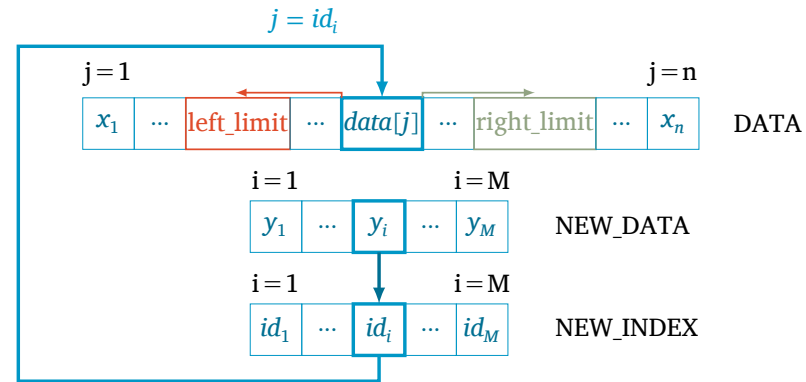 j = id_i
j = 1 j = n
x_1 ... left_limit ... data[j] ... right_limit ... x_n DATA
i = 1 i = M
y_1 ... y_i ... y_M NEW_DATA
i = 1 i = M
id_1 ... id_i ... id_M NEW_INDEX